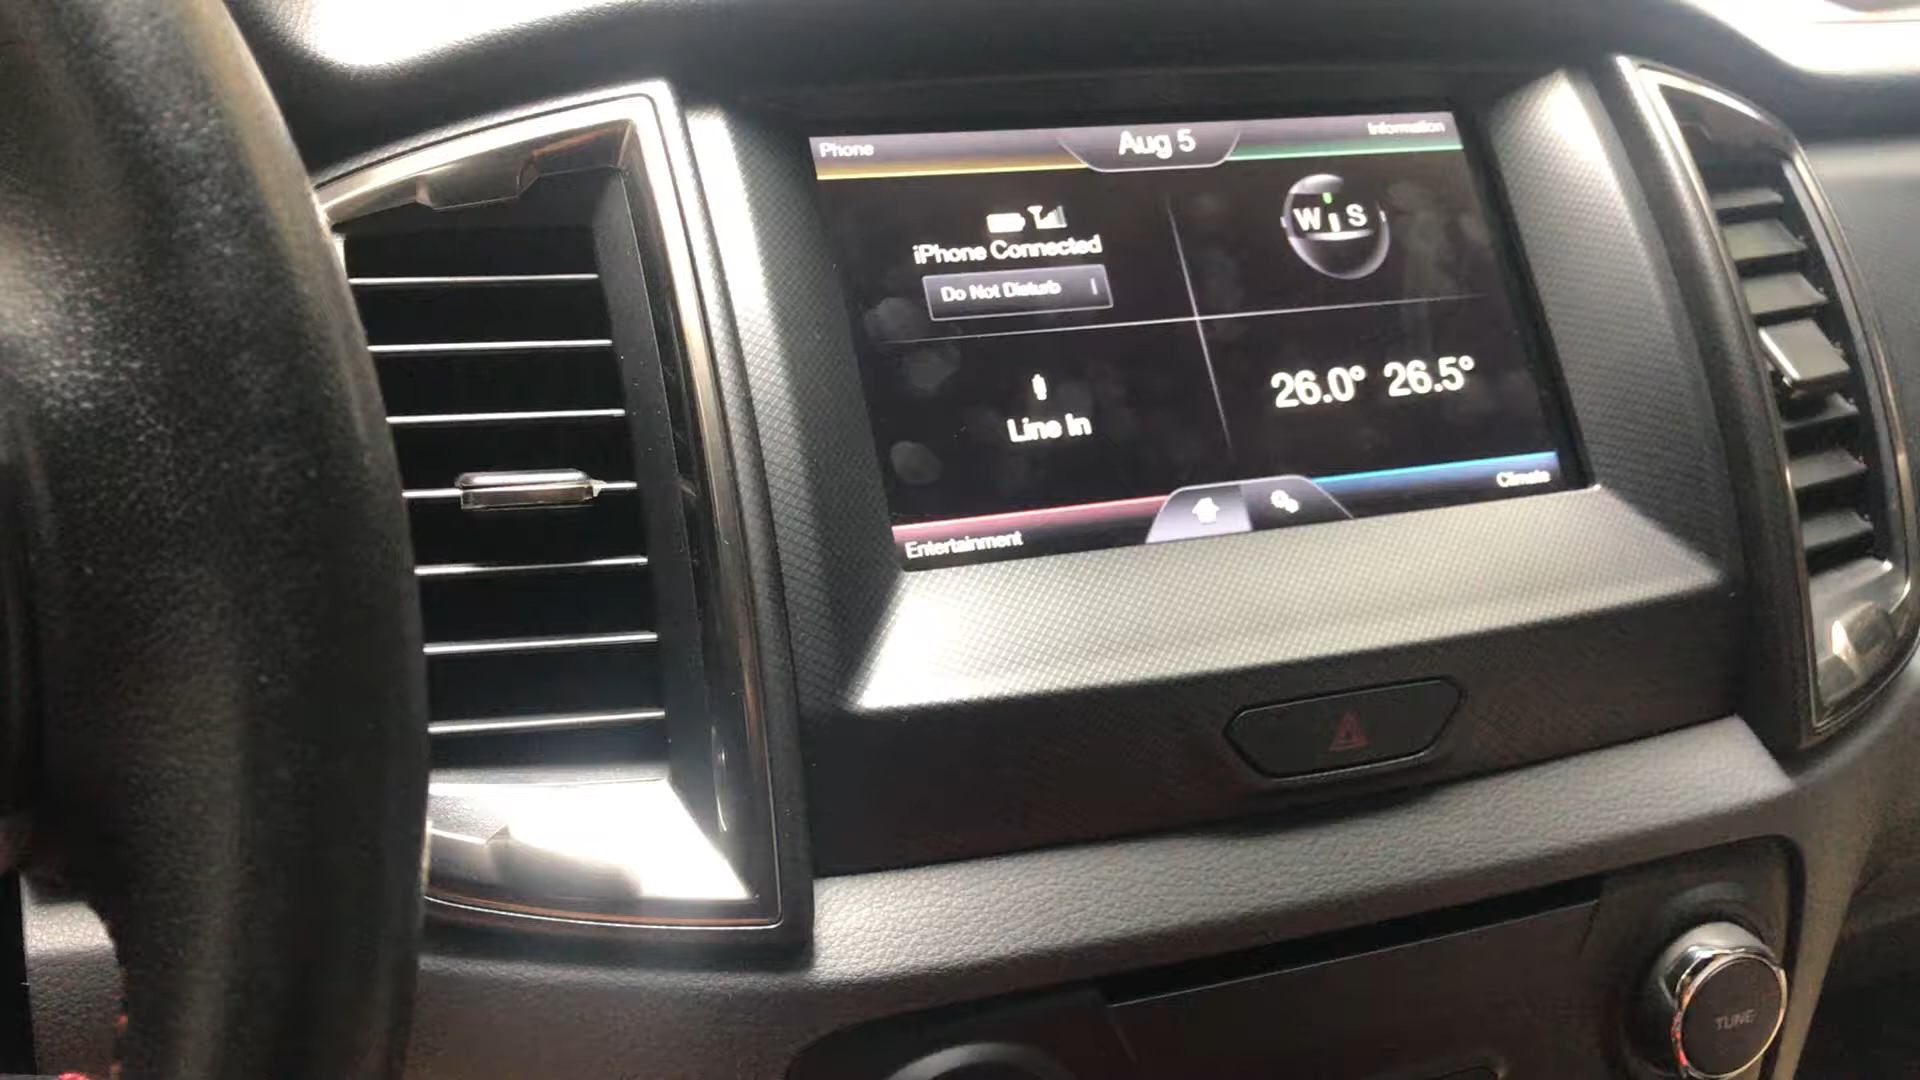 Phone
Aug 5
Information
iPhone Connected
Do Not Disturb
W S
Line In
26.0° 26.5°
Entertainment
Climate
TUNE